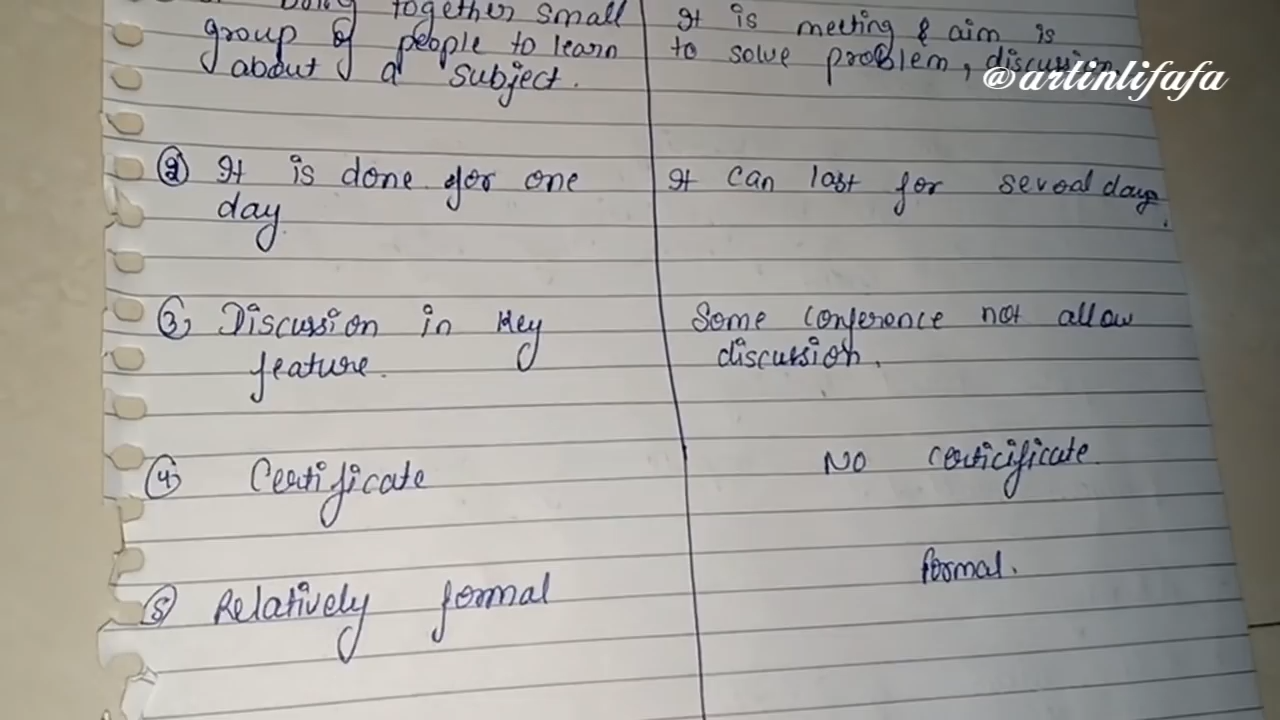 together small
It is meeting & aim is
group of people to learn
to solve problem, discussion
about a subject.
@artinlifafa
② It is done for one
day.
It can last for several days.
③ Discussion in key
feature.
Some conference not allow
discussion.
④ Certificate
No certicificate
⑤ Relatively formal
formal.